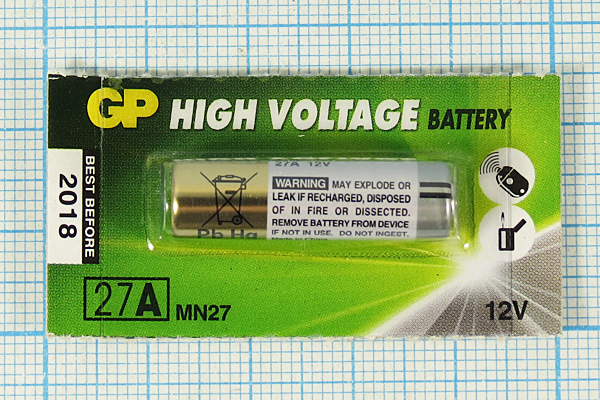 GP HIGH VOLTAGE BATTERY
BEST BEFORE
2018
27A 12V
WARNING MAY EXPLODE OR
LEAK IF RECHARGED, DISPOSED
OF IN FIRE OR DISSECTED.
REMOVE BATTERY FROM DEVICE
IF NOT IN USE. DO NOT INGEST.
Pb Hg
27A MN27
12V